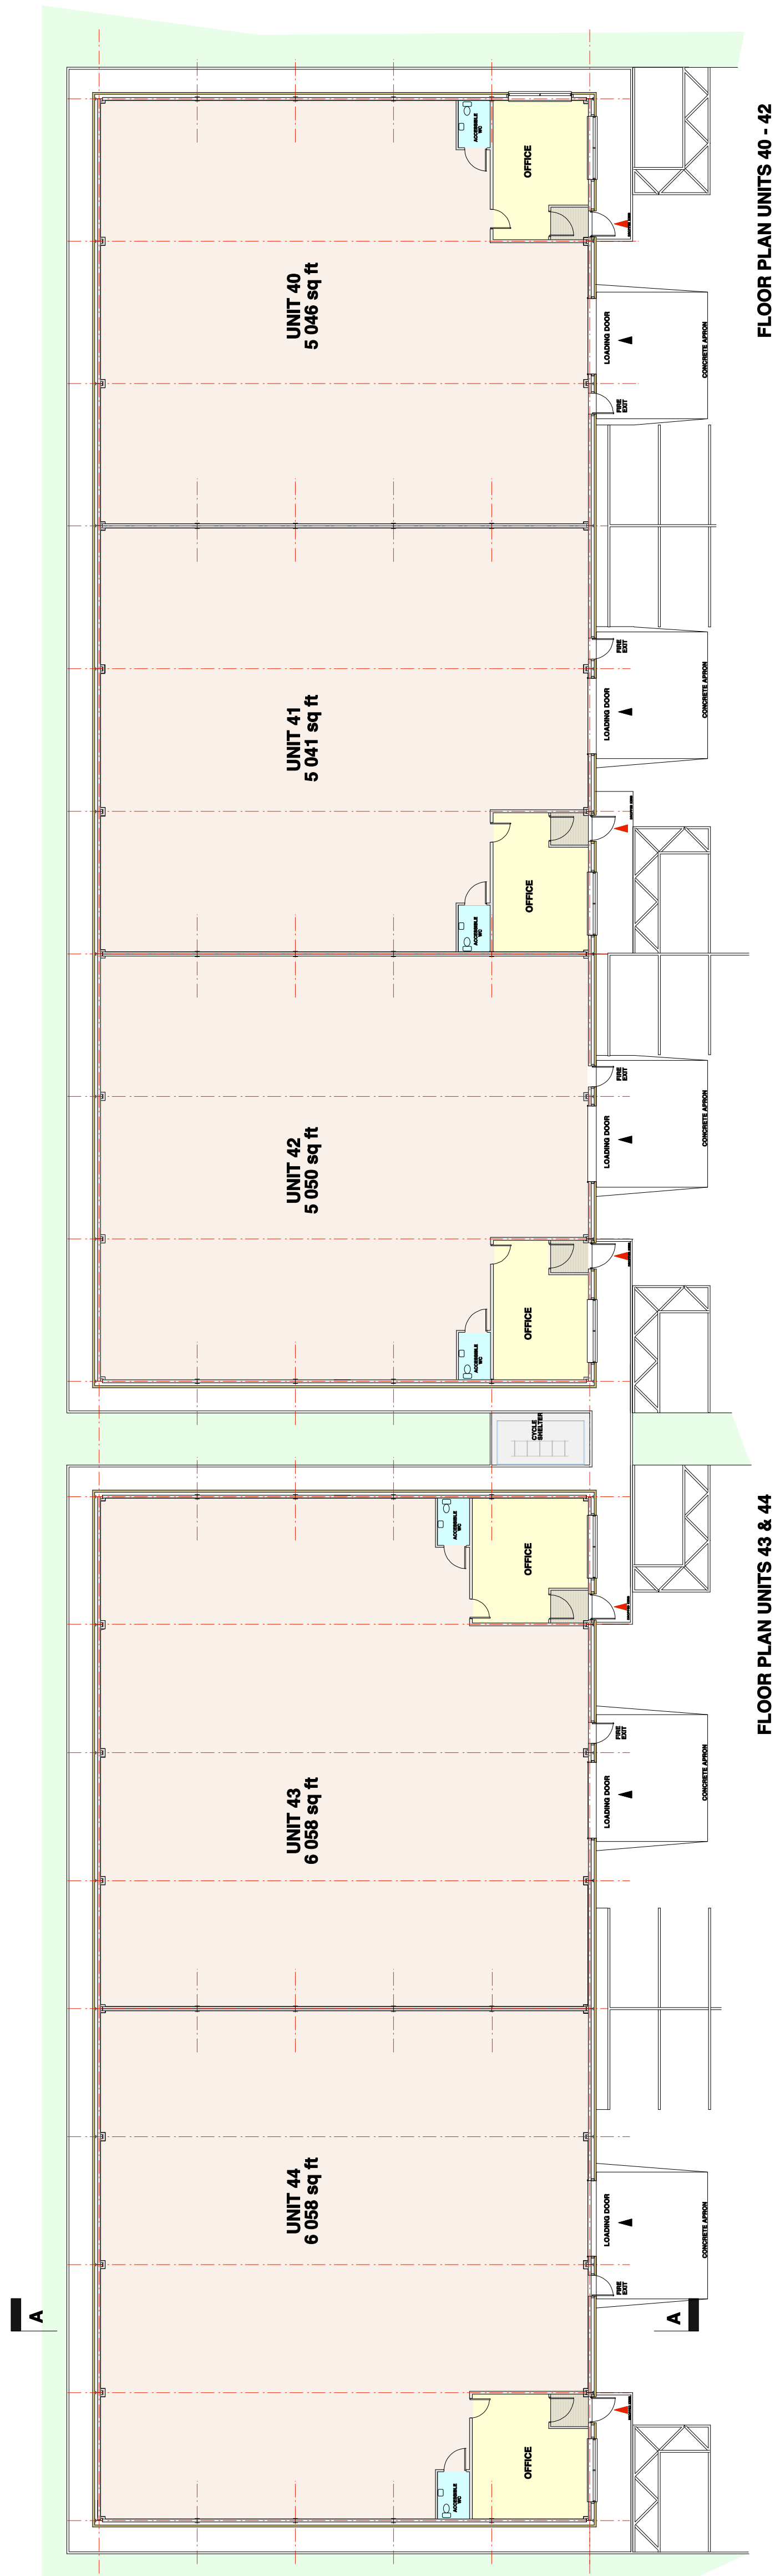 FLOOR PLAN UNITS 40 - 42
ACCESSIBLE
WC
OFFICE
UNIT 40
5 046 sq ft
LOADING DOOR
CONCRETE APRON
FIRE
EXIT
FIRE
EXIT
UNIT 41
5 041 sq ft
LOADING DOOR
CONCRETE APRON
OFFICE
ACCESSIBLE
WC
FIRE
EXIT
UNIT 42
5 050 sq ft
LOADING DOOR
CONCRETE APRON
OFFICE
ACCESSIBLE
WC
CYCLE
SHELTER
FLOOR PLAN UNITS 43 & 44
ACCESSIBLE
WC
OFFICE
FIRE
EXIT
UNIT 43
6 058 sq ft
LOADING DOOR
CONCRETE APRON
UNIT 44
6 058 sq ft
LOADING DOOR
CONCRETE APRON
FIRE
EXIT
A
A
OFFICE
ACCESSIBLE
WC